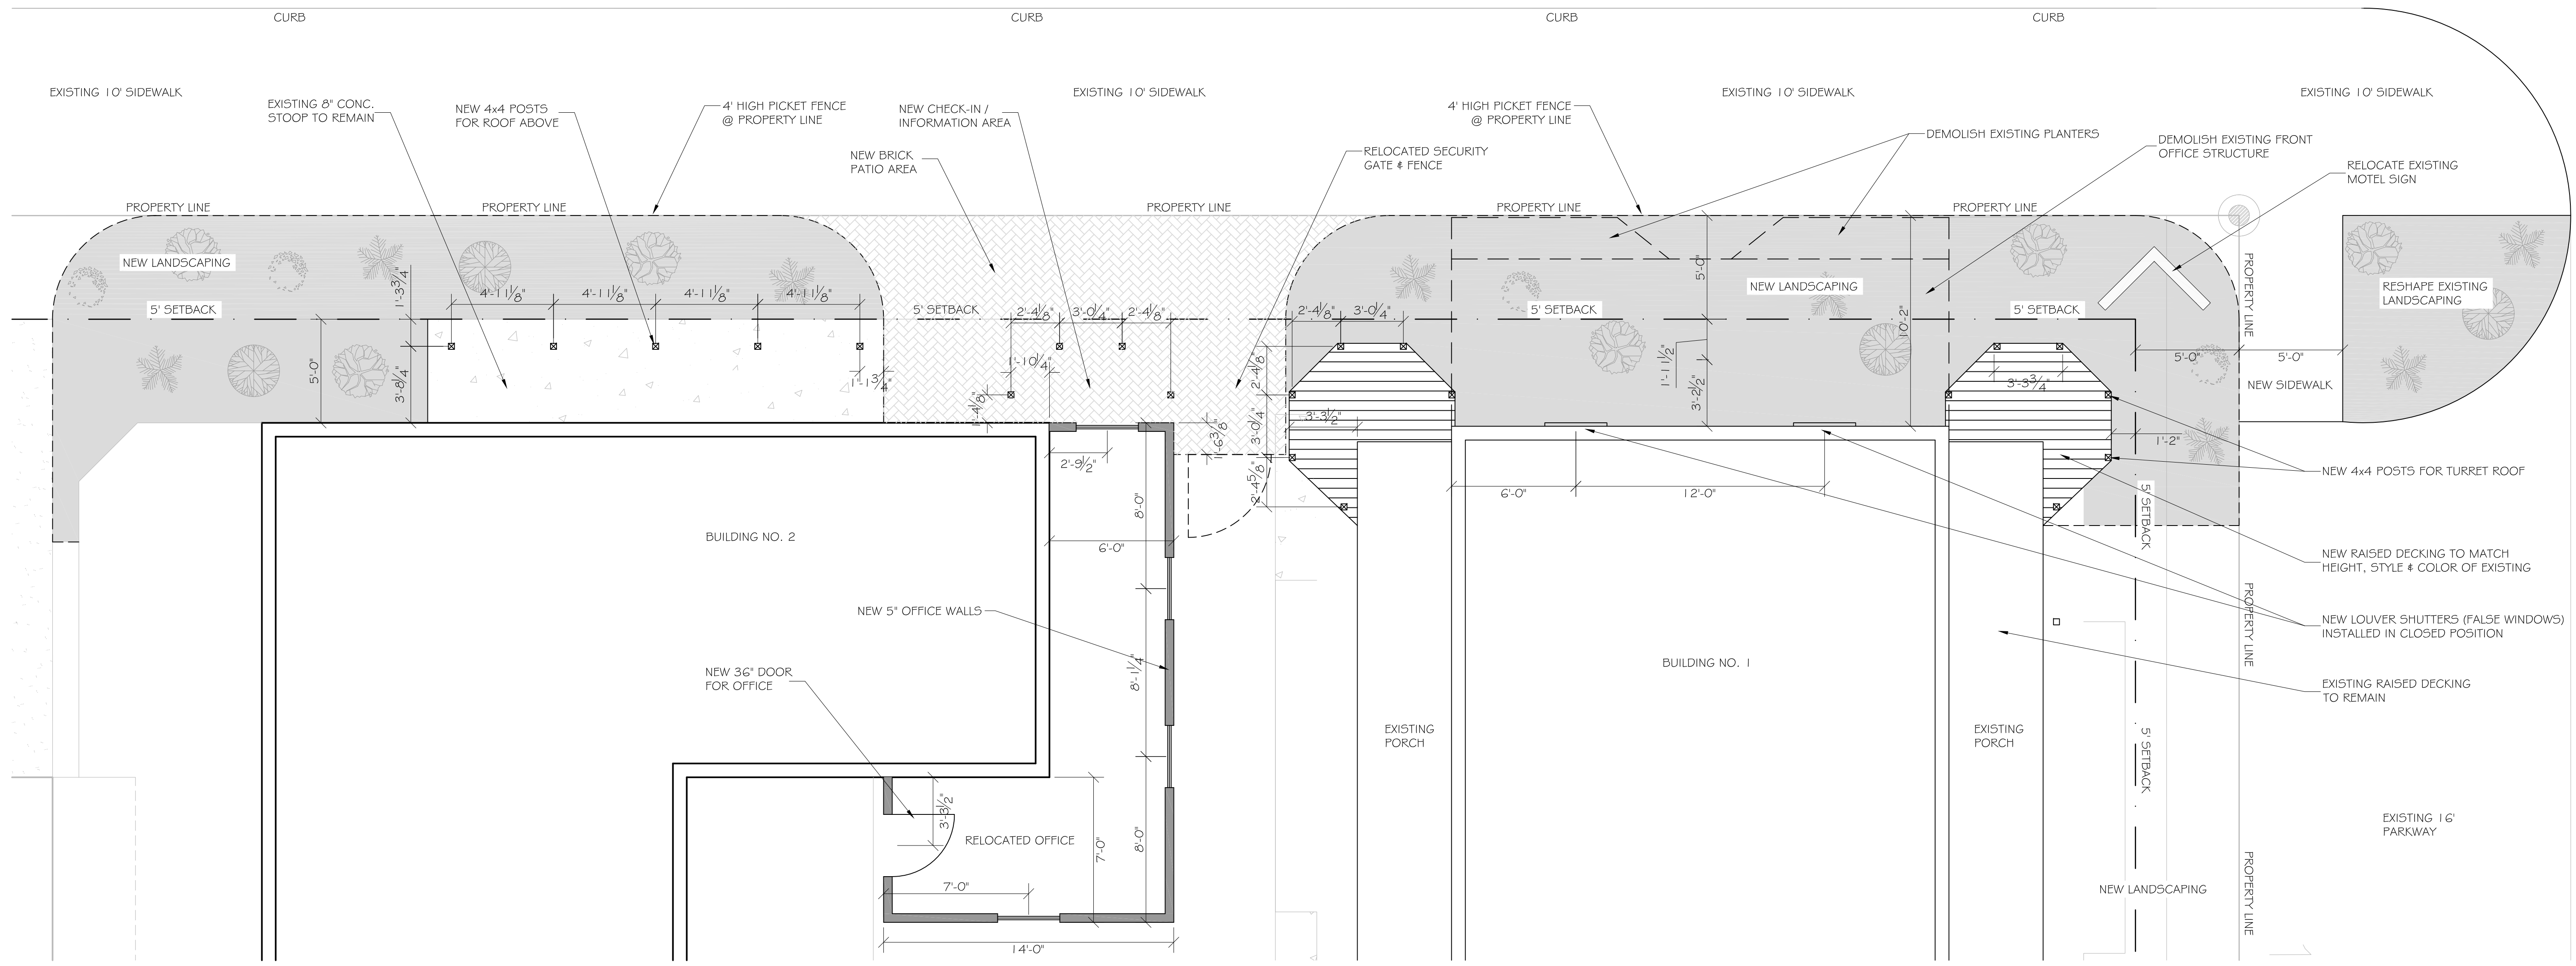 CURB
CURB
CURB
CURB
EXISTING 10' SIDEWALK
EXISTING 10' SIDEWALK
EXISTING 10' SIDEWALK
EXISTING 10' SIDEWALK
EXISTING 8" CONC.
STOOP TO REMAIN
NEW 4x4 POSTS
FOR ROOF ABOVE
4' HIGH PICKET FENCE
@ PROPERTY LINE
NEW CHECK-IN /
INFORMATION AREA
4' HIGH PICKET FENCE
@ PROPERTY LINE
NEW BRICK
PATIO AREA
RELOCATED SECURITY
GATE & FENCE
DEMOLISH EXISTING PLANTERS
DEMOLISH EXISTING FRONT
OFFICE STRUCTURE
RELOCATE EXISTING
MOTEL SIGN
PROPERTY LINE
PROPERTY LINE
PROPERTY LINE
PROPERTY LINE
PROPERTY LINE
NEW LANDSCAPING
NEW LANDSCAPING
RESHAPE EXISTING
LANDSCAPING
PROPERTY LINE
5' SETBACK
5' SETBACK
5' SETBACK
5' SETBACK
1'-3 3/4"
4'-11 1/8"
4'-11 1/8"
4'-11 1/8"
4'-11 1/8"
2'-4 1/8"
3'-0 1/4"
2'-4 1/8"
2'-4 1/8"
3'-0 1/4"
5'-0"
10'-2"
5'-0"
3'-8 1/4"
1'-1 3/4"
1'-10 1/4"
1'-4 1/8"
2'-4 1/8"
1'-11 1/2"
3'-2 1/2"
3'-3 3/4"
5'-0"
5'-0"
NEW SIDEWALK
3'-3 1/2"
3'-0 1/4"
1'-6 3/8"
2'-4 5/8"
1'-2"
2'-9 1/2"
6'-0"
12'-0"
8'-0"
6'-0"
NEW 4x4 POSTS FOR TURRET ROOF
5' SETBACK
BUILDING NO. 2
NEW RAISED DECKING TO MATCH
HEIGHT, STYLE & COLOR OF EXISTING
NEW 5" OFFICE WALLS
NEW LOUVER SHUTTERS (FALSE WINDOWS)
INSTALLED IN CLOSED POSITION
PROPERTY LINE
BUILDING NO. 1
8'-1 1/4"
NEW 36" DOOR
FOR OFFICE
EXISTING RAISED DECKING
TO REMAIN
EXISTING
PORCH
EXISTING
PORCH
5' SETBACK
3'-3 1/2"
RELOCATED OFFICE
7'-0"
8'-0"
EXISTING 16'
PARKWAY
7'-0"
NEW LANDSCAPING
PROPERTY LINE
14'-0"